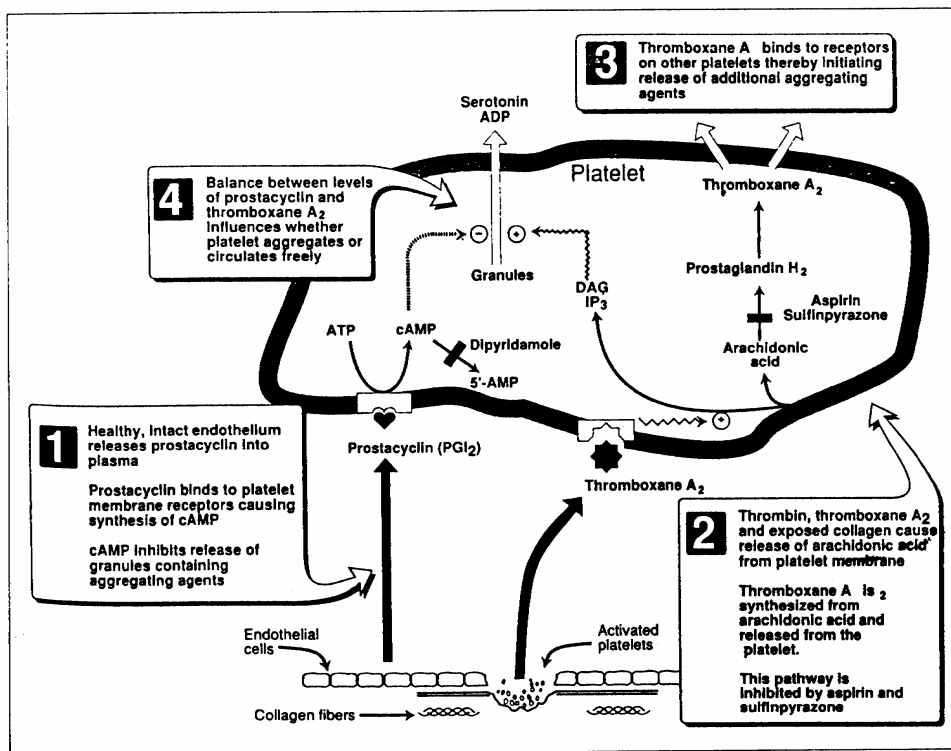 3
Thromboxane A binds to receptors
on other platelets thereby initiating
release of additional aggregating
agents
Serotonin
ADP
Platelet
Thromboxane A2
4
Balance between levels
of prostacyclin and
thromboxane A2
influences whether
platelet aggregates or
circulates freely
−
+
Granules
Prostaglandin H2
DAG
IP3
Aspirin
Sulfinpyrazone
ATP
cAMP
Dipyridamole
Arachidonic
acid
5'-AMP
1
Healthy, intact endothelium
releases prostacyclin into
plasma
Prostacyclin binds to platelet
membrane receptors causing
synthesis of cAMP
cAMP inhibits release of
granules containing
aggregating agents
+
Prostacyclin (PGI2)
Thromboxane A2
2
Thrombin, thromboxane A2
and exposed collagen cause
release of arachidonic acid
from platelet membrane
Thromboxane A is 2
synthesized from
arachidonic acid and
released from the
platelet.
This pathway is
inhibited by aspirin and
sulfinpyrazone
Endothelial
cells
Activated
platelets
Collagen fibers